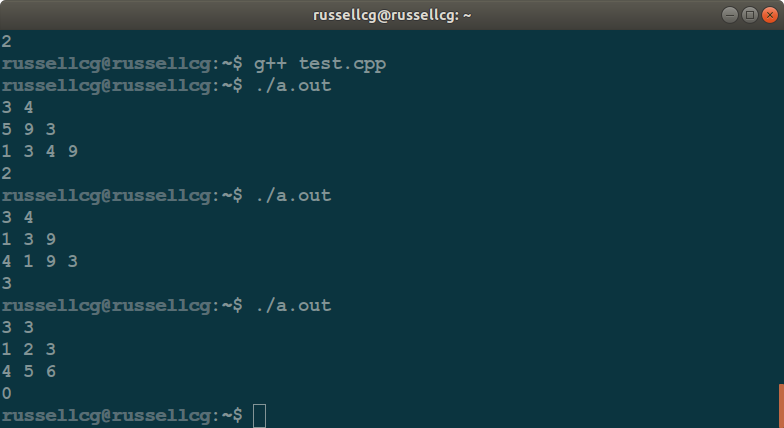 russellcg@russellcg: ~
2
russellcg@russellcg:~$ g++ test.cpp
russellcg@russellcg:~$ ./a.out
3 4
5 9 3
1 3 4 9
2
russellcg@russellcg:~$ ./a.out
3 4
1 3 9
4 1 9 3
3
russellcg@russellcg:~$ ./a.out
3 3
1 2 3
4 5 6
0
russellcg@russellcg:~$